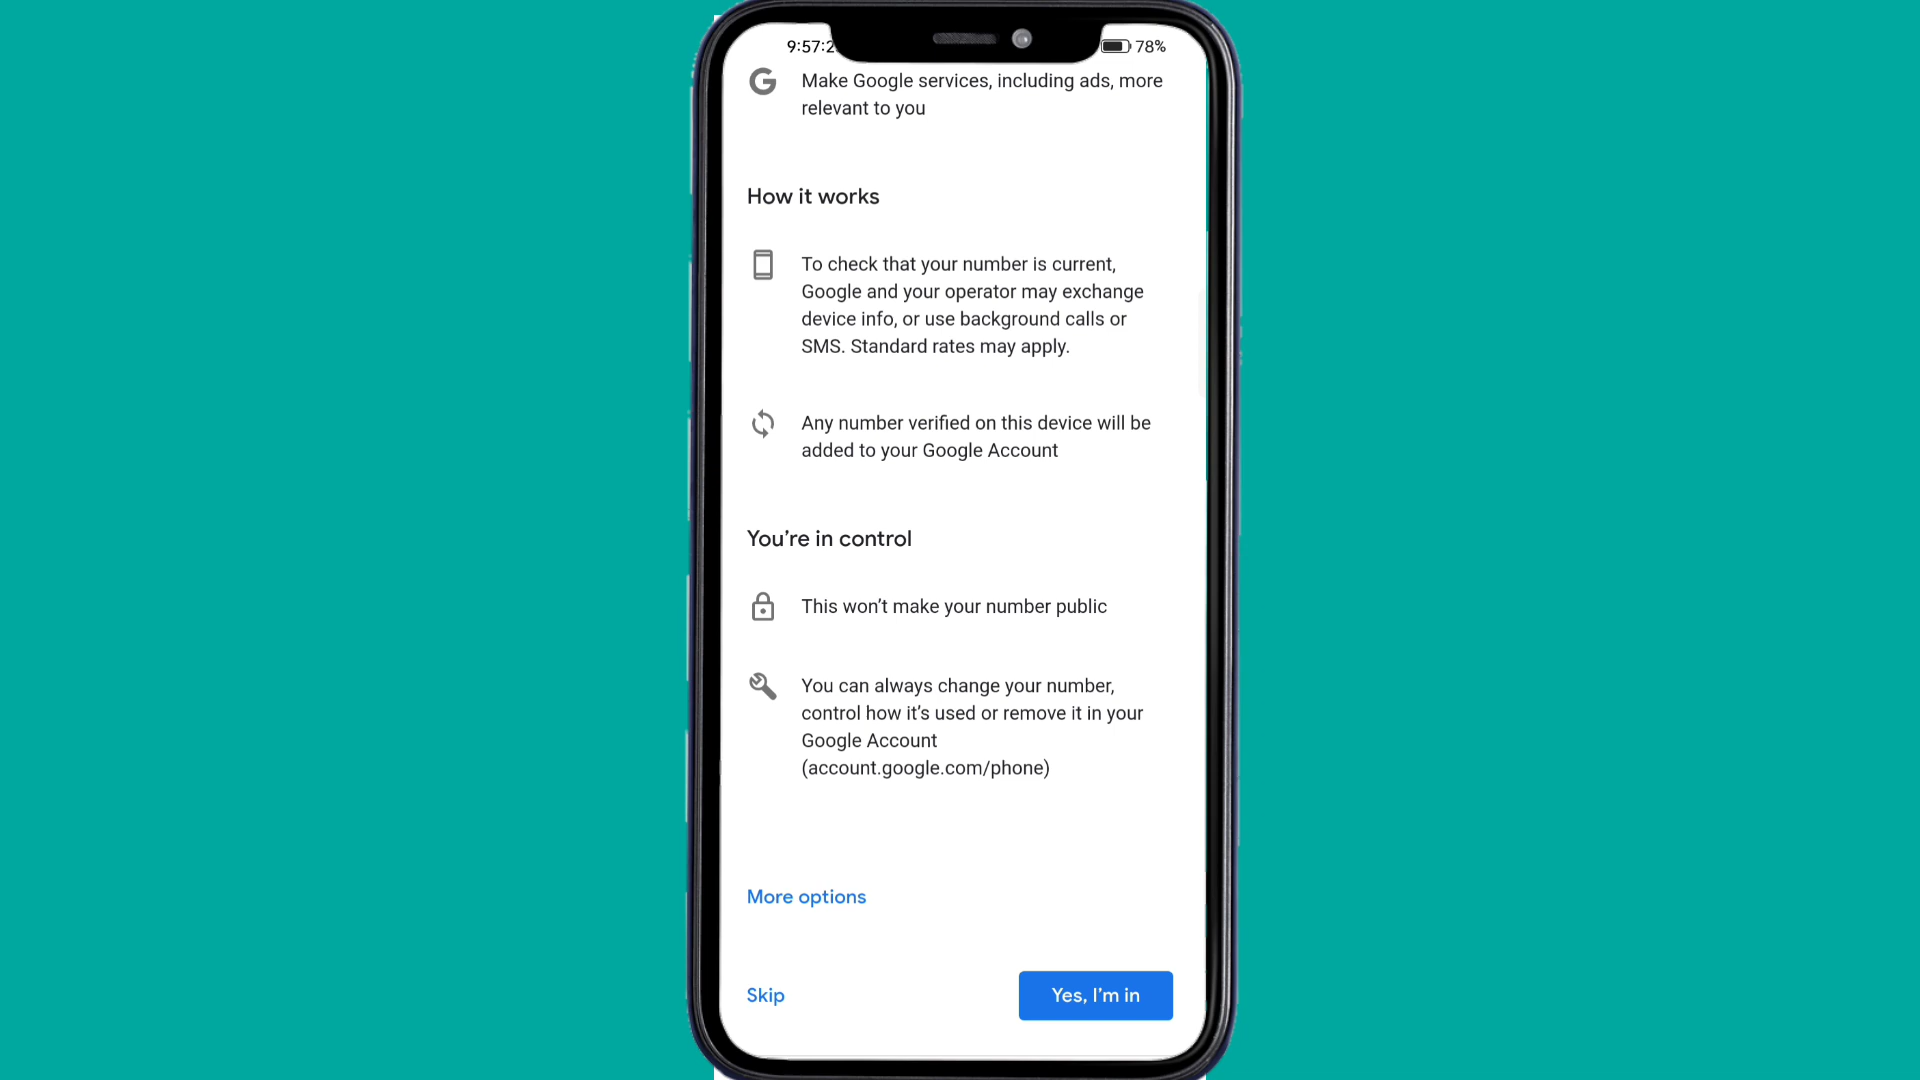 9:57:2
78%
Make Google services, including ads, more
relevant to you
How it works
To check that your number is current,
Google and your operator may exchange
device info, or use background calls or
SMS. Standard rates may apply.
Any number verified on this device will be
added to your Google Account
You’re in control
This won’t make your number public
You can always change your number,
control how it’s used or remove it in your
Google Account
(account.google.com/phone)
More options
Skip
Yes, I’m in